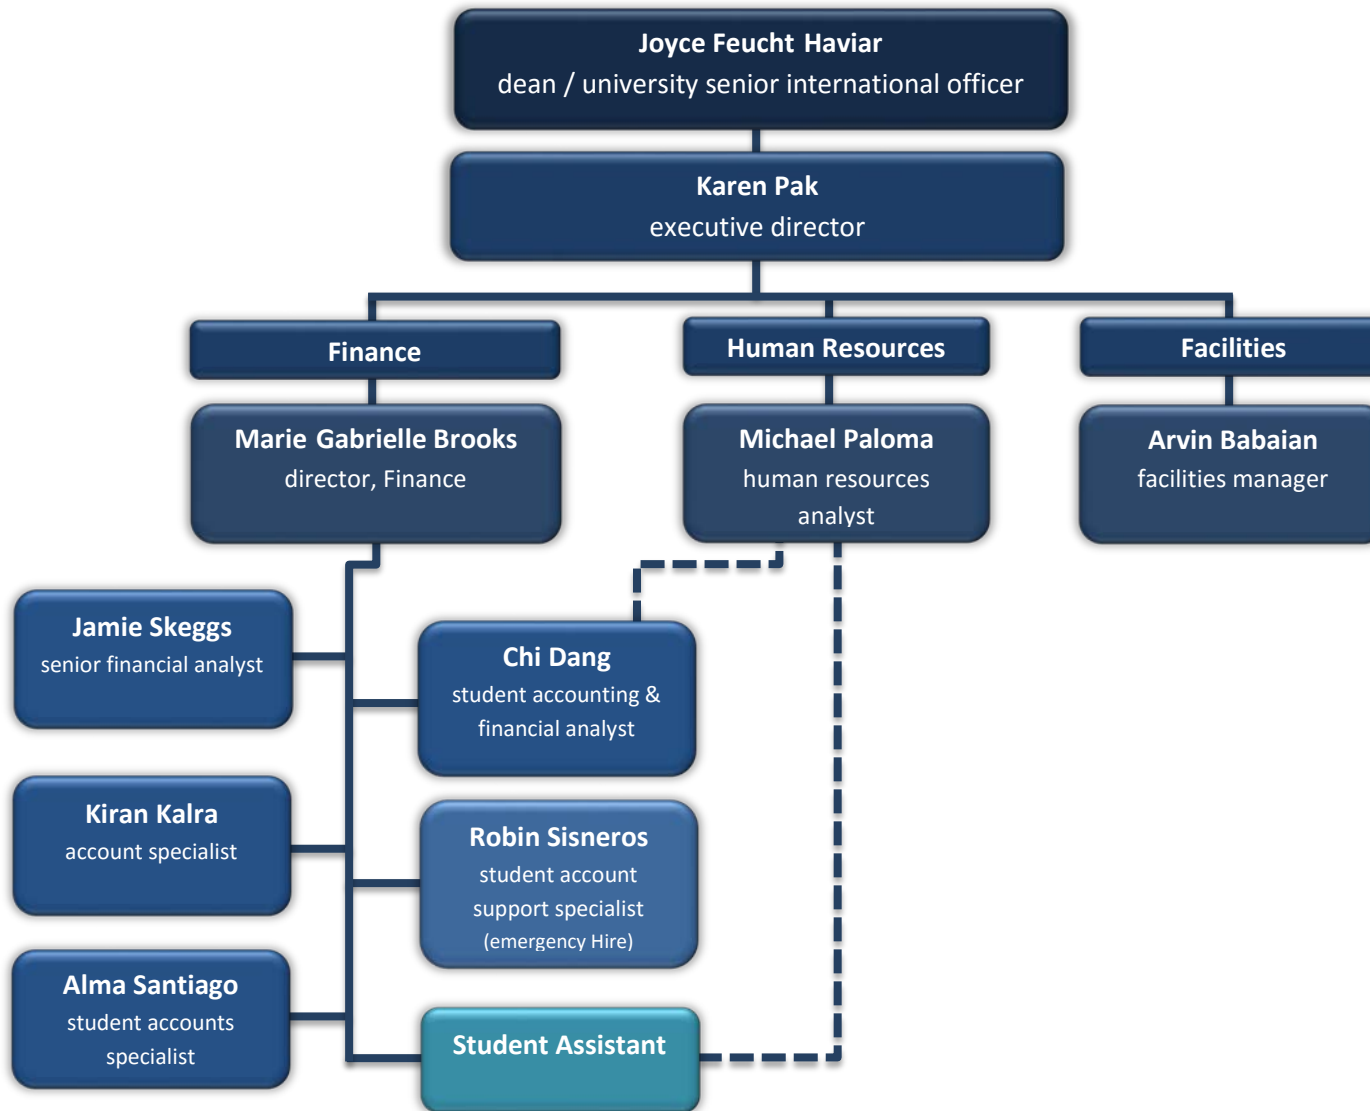 Joyce Feucht Haviar
dean / university senior international officer
Karen Pak
executive director
Finance
Human Resources
Facilities
Marie Gabrielle Brooks
director, Finance
Michael Paloma
human resources
analyst
Arvin Babaian
facilities manager
Jamie Skeggs
senior financial analyst
Chi Dang
student accounting &
financial analyst
Kiran Kalra
account specialist
Robin Sisneros
student account
support specialist
(emergency Hire)
Alma Santiago
student accounts
specialist
Student Assistant